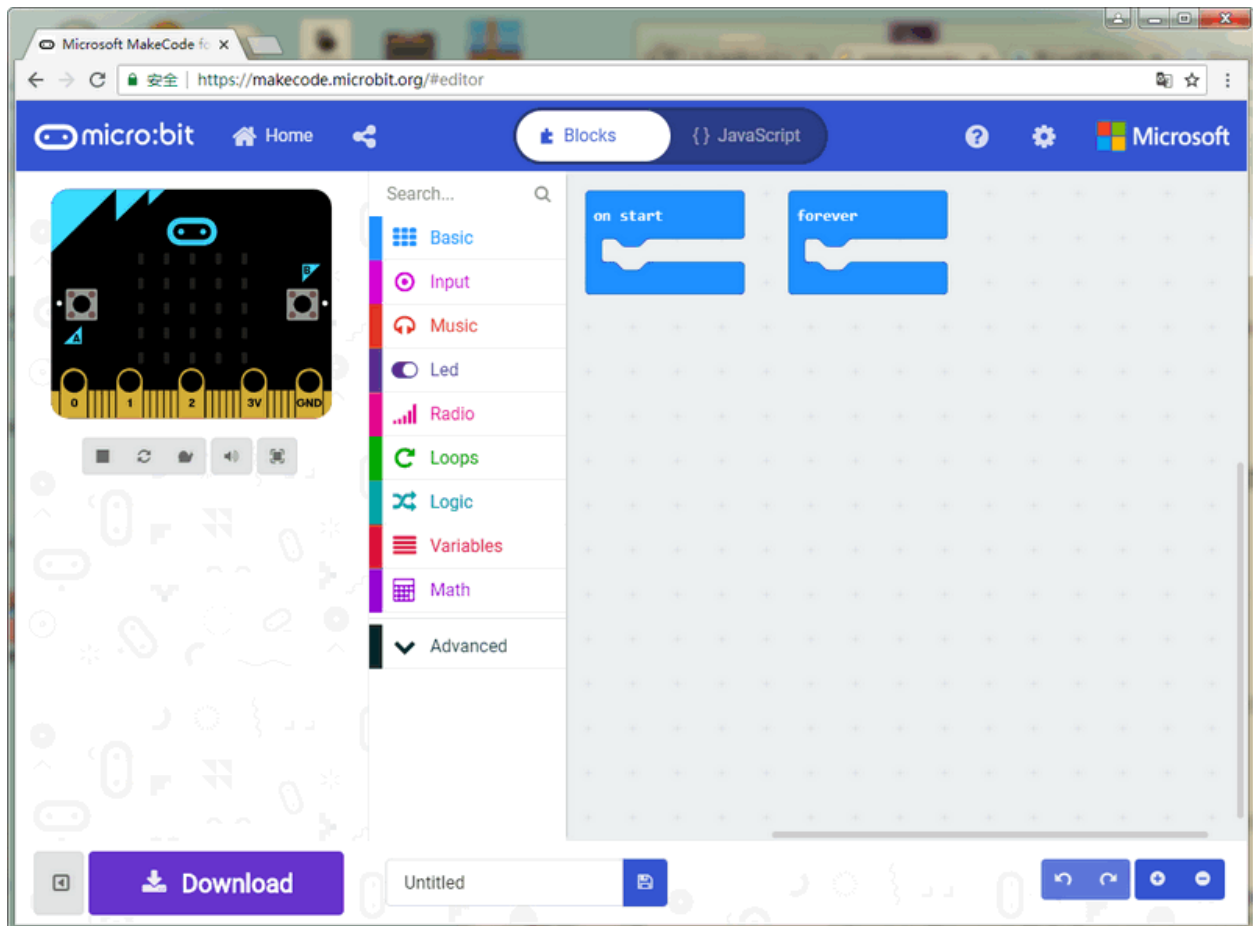 Microsoft MakeCode fo
安全 | https://makecode.microbit.org/#editor
micro:bit
Home
Blocks
{} JavaScript
Microsoft
Search...
Basic
Input
Music
Led
Radio
Loops
Logic
Variables
Math
Advanced
B
A
0 1 2 3V GND
on start
forever
Download
Untitled